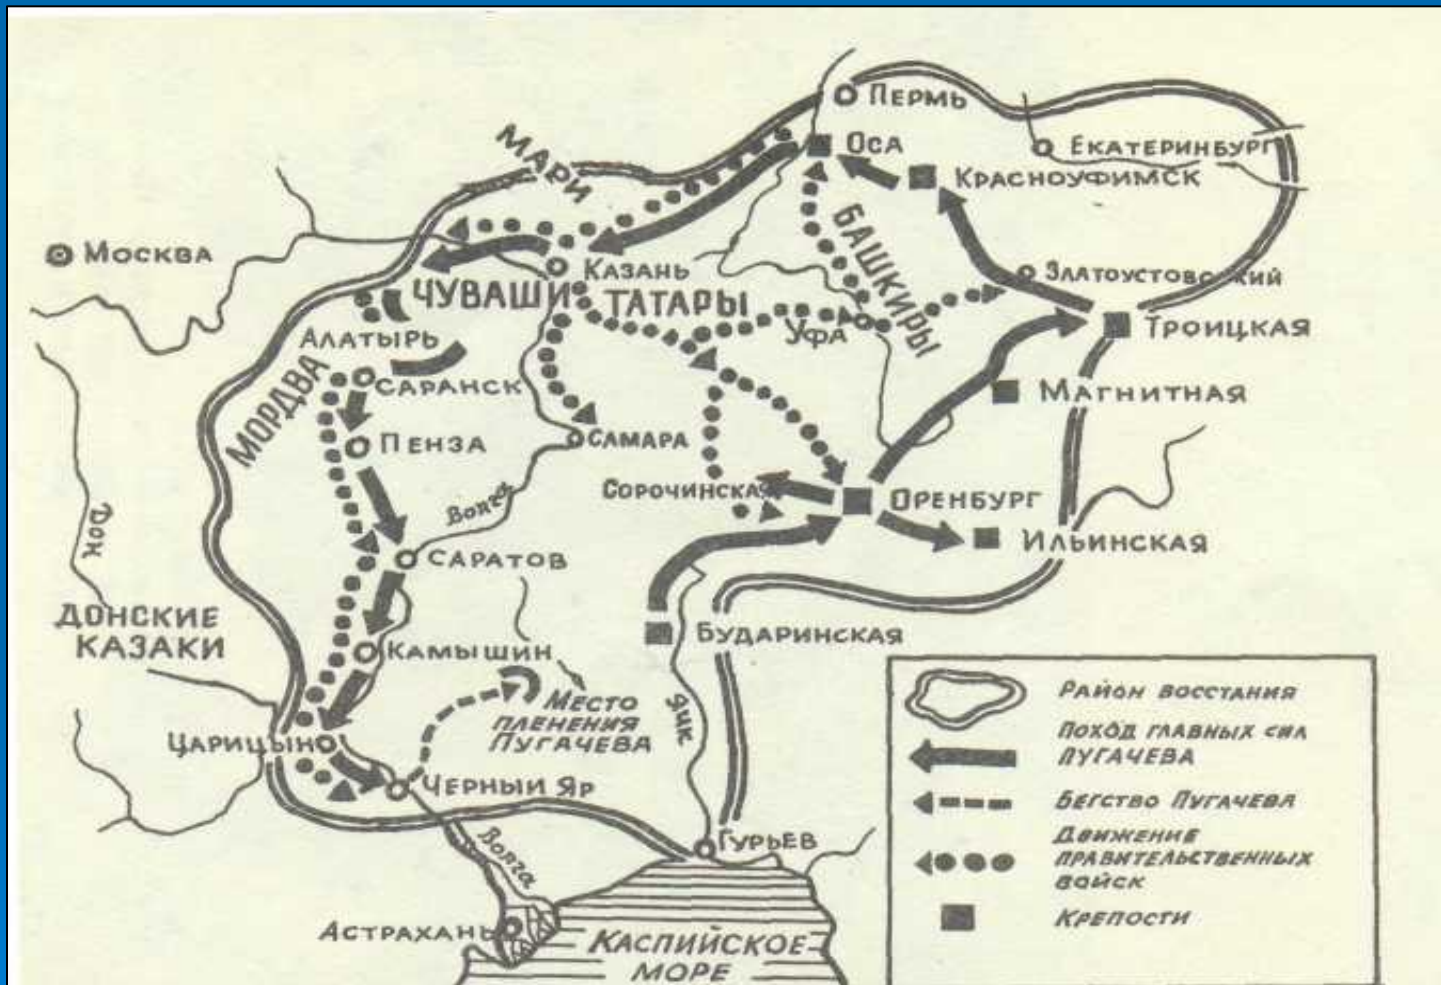 Пермь
Оса
Екатеринбург
Красноуфимск
Мари
Башкиры
Москва
Казань
Златоустовский
Чуваши
Татары
Уфа
Троицкая
Алатырь
Мордва
Саранск
Магнитная
Пенза
Самара
Сорочинская
Оренбург
Волга
Дон
Саратов
Ильинская
Донские
казаки
Камышин
Бударинская
Яик
Место
пленения
Пугачева
Царицын
Черный Яр
Гурьев
Волга
Астрахань
Каспийское
море
Район восстания
Поход главных сил
Пугачева
Бегство Пугачева
Движение
правительственных
войск
Крепости